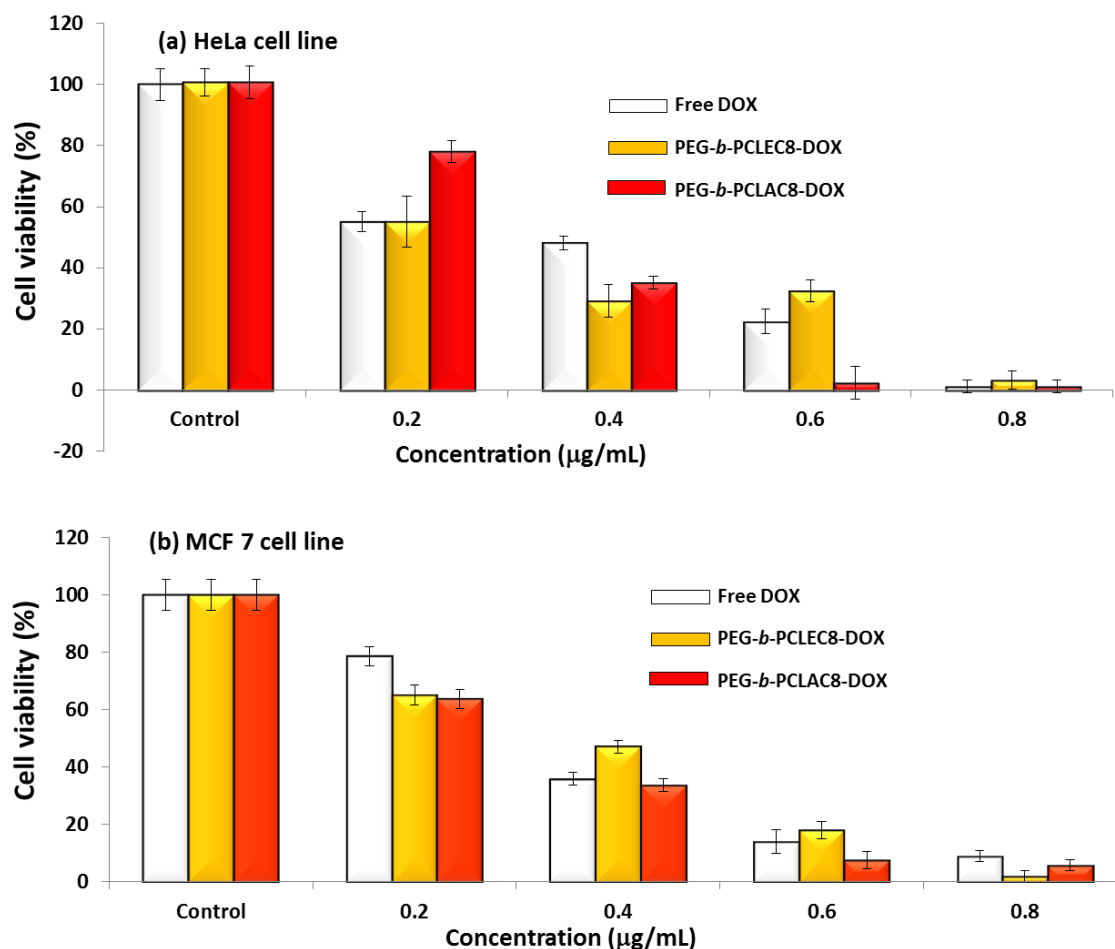 120
100
80
60
40
20
0
-20
Cell viability (%)
(a) HeLa cell line
Free DOX
PEG-b-PCLEC8-DOX
PEG-b-PCLAC8-DOX
Control 0.2 0.4 0.6 0.8
Concentration (µg/mL)
120
100
80
60
40
20
0
Cell viability (%)
(b) MCF 7 cell line
Free DOX
PEG-b-PCLEC8-DOX
PEG-b-PCLAC8-DOX
Control 0.2 0.4 0.6 0.8
Concentration (µg/mL)